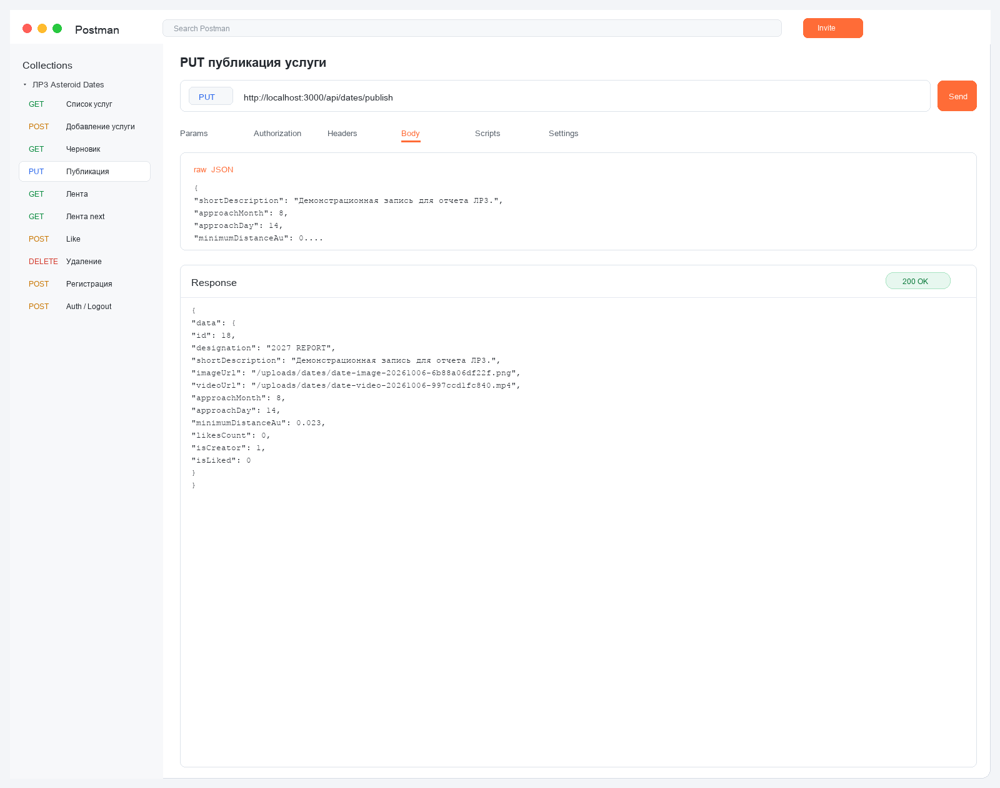 Postman
Search Postman
Invite
Collections
ЛР3 Asteroid Dates
GET Список услуг
POST Добавление услуги
GET Черновик
PUT Публикация
GET Лента
GET Лента next
POST Like
DELETE Удаление
POST Регистрация
POST Auth / Logout
PUT публикация услуги
PUT http://localhost:3000/api/dates/publish
Send
Params Authorization Headers Body Scripts Settings
raw JSON
{
"shortDescription": "Демонстрационная запись для отчета ЛР3.",
"approachMonth": 8,
"approachDay": 14,
"minimumDistanceAu": 0....
Response
200 OK
{
"data": {
"id": 18,
"designation": "2027 REPORT",
"shortDescription": "Демонстрационная запись для отчета ЛР3.",
"imageUrl": "/uploads/dates/date-image-20261006-6b88a06df22f.png",
"videoUrl": "/uploads/dates/date-video-20261006-997ccd1fc840.mp4",
"approachMonth": 8,
"approachDay": 14,
"minimumDistanceAu": 0.023,
"likesCount": 0,
"isCreator": 1,
"isLiked": 0
}
}